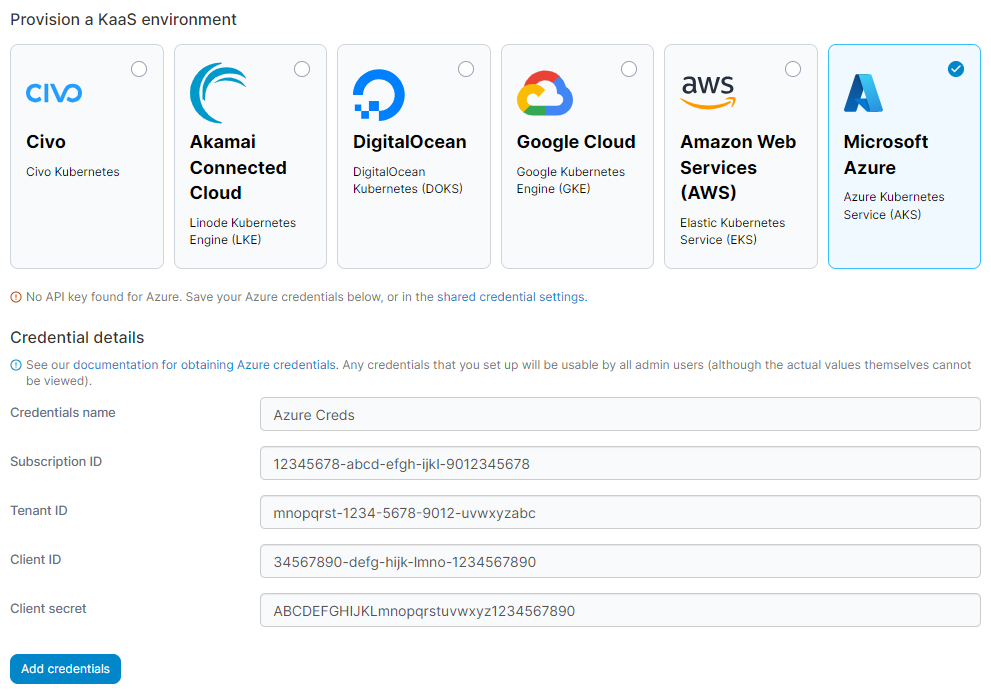 Provision a KaaS environment
CIVO
Civo
Civo Kubernetes
Akamai
Connected
Cloud
Linode Kubernetes
Engine (LKE)
DigitalOcean
DigitalOcean
Kubernetes (DOKS)
Google Cloud
Google Kubernetes
Engine (GKE)
aws
Amazon Web
Services
(AWS)
Elastic Kubernetes
Service (EKS)
Microsoft
Azure
Azure Kubernetes
Service (AKS)
No API key found for Azure. Save your Azure credentials below, or in the shared credential settings.
Credential details
See our documentation for obtaining Azure credentials. Any credentials that you set up will be usable by all admin users (although the actual values themselves cannot
be viewed).
Credentials name
Azure Creds
Subscription ID
12345678-abcd-efgh-ijkl-9012345678
Tenant ID
mnopqrst-1234-5678-9012-uvwxyzabc
Client ID
34567890-defg-hijk-lmno-1234567890
Client secret
ABCDEFGHIJKLmnopqrstuvwxyz1234567890
Add credentials